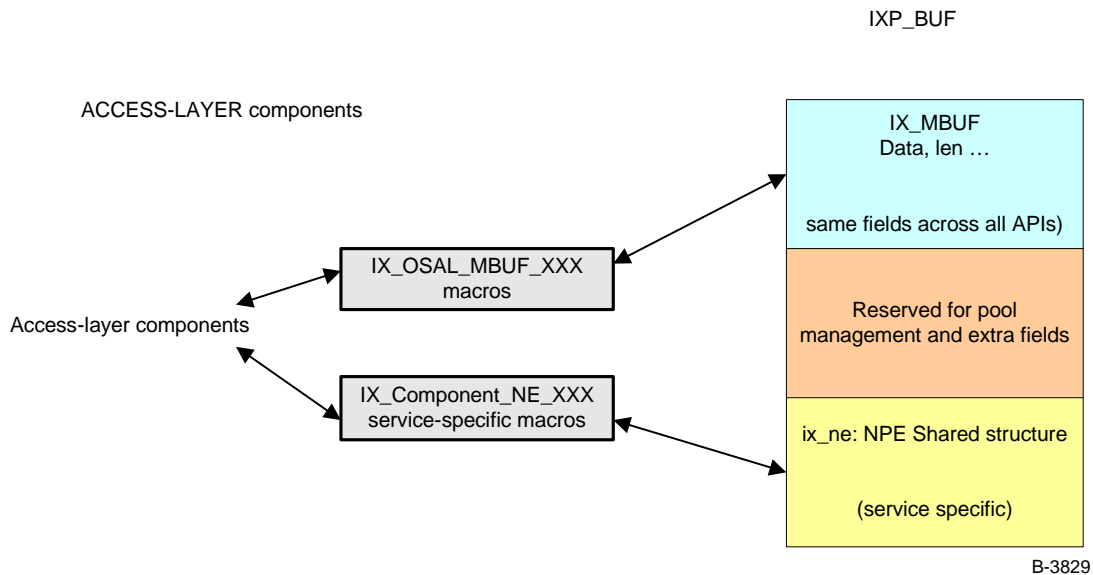 IXP_BUF
ACCESS-LAYER components
IX_MBUF
Data, len …
same fields across all APIs)
IX_OSAL_MBUF_XXX
macros
Reserved for pool
management and extra fields
Access-layer components
IX_Component_NE_XXX
service-specific macros
ix_ne: NPE Shared structure
(service specific)
B-3829